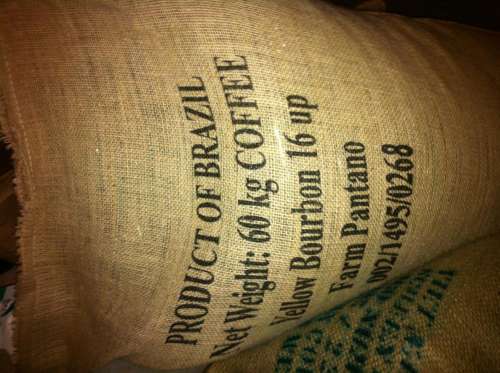 PRODUCT OF BRAZIL
Net Weight: 60 kg COFFEE
Yellow Bourbon 16 up
Farm Pantano
002/1495/0268